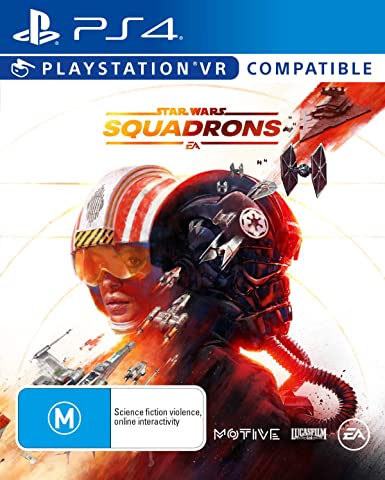 PS4
PLAYSTATION®VR COMPATIBLE
STAR WARS
SQUADRONS
EA
M
Science fiction violence,
online interactivity
MOTIVE
LUCASFILM
EA